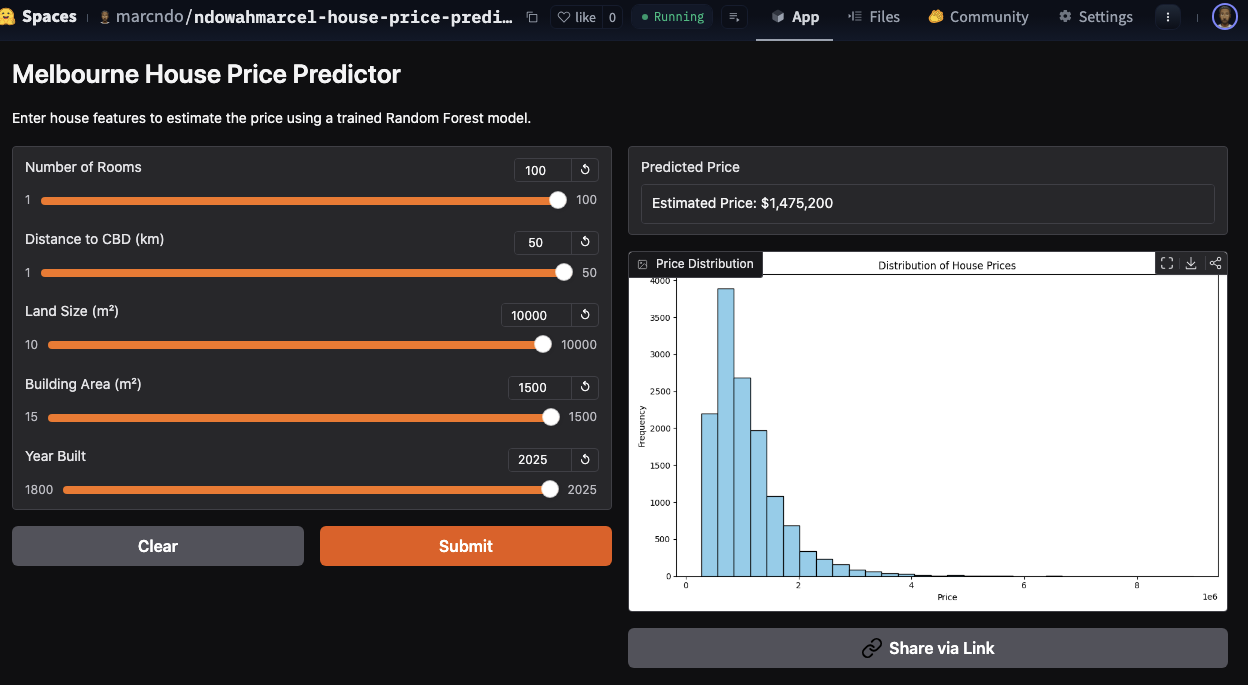 Spaces
marcndo/ndowahmarcel-house-price-predi…
like 0
Running
App
Files
Community
Settings
Melbourne House Price Predictor
Enter house features to estimate the price using a trained Random Forest model.
Number of Rooms
100
1
100
Distance to CBD (km)
50
1
50
Land Size (m²)
10000
10
10000
Building Area (m²)
1500
15
1500
Year Built
2025
1800
2025
Clear
Submit
Predicted Price
Estimated Price: $1,475,200
Price Distribution
Distribution of House Prices
4000
3500
3000
2500
2000
1500
1000
500
0
Frequency
0 2 4 6 8
1e6
Price
Share via Link